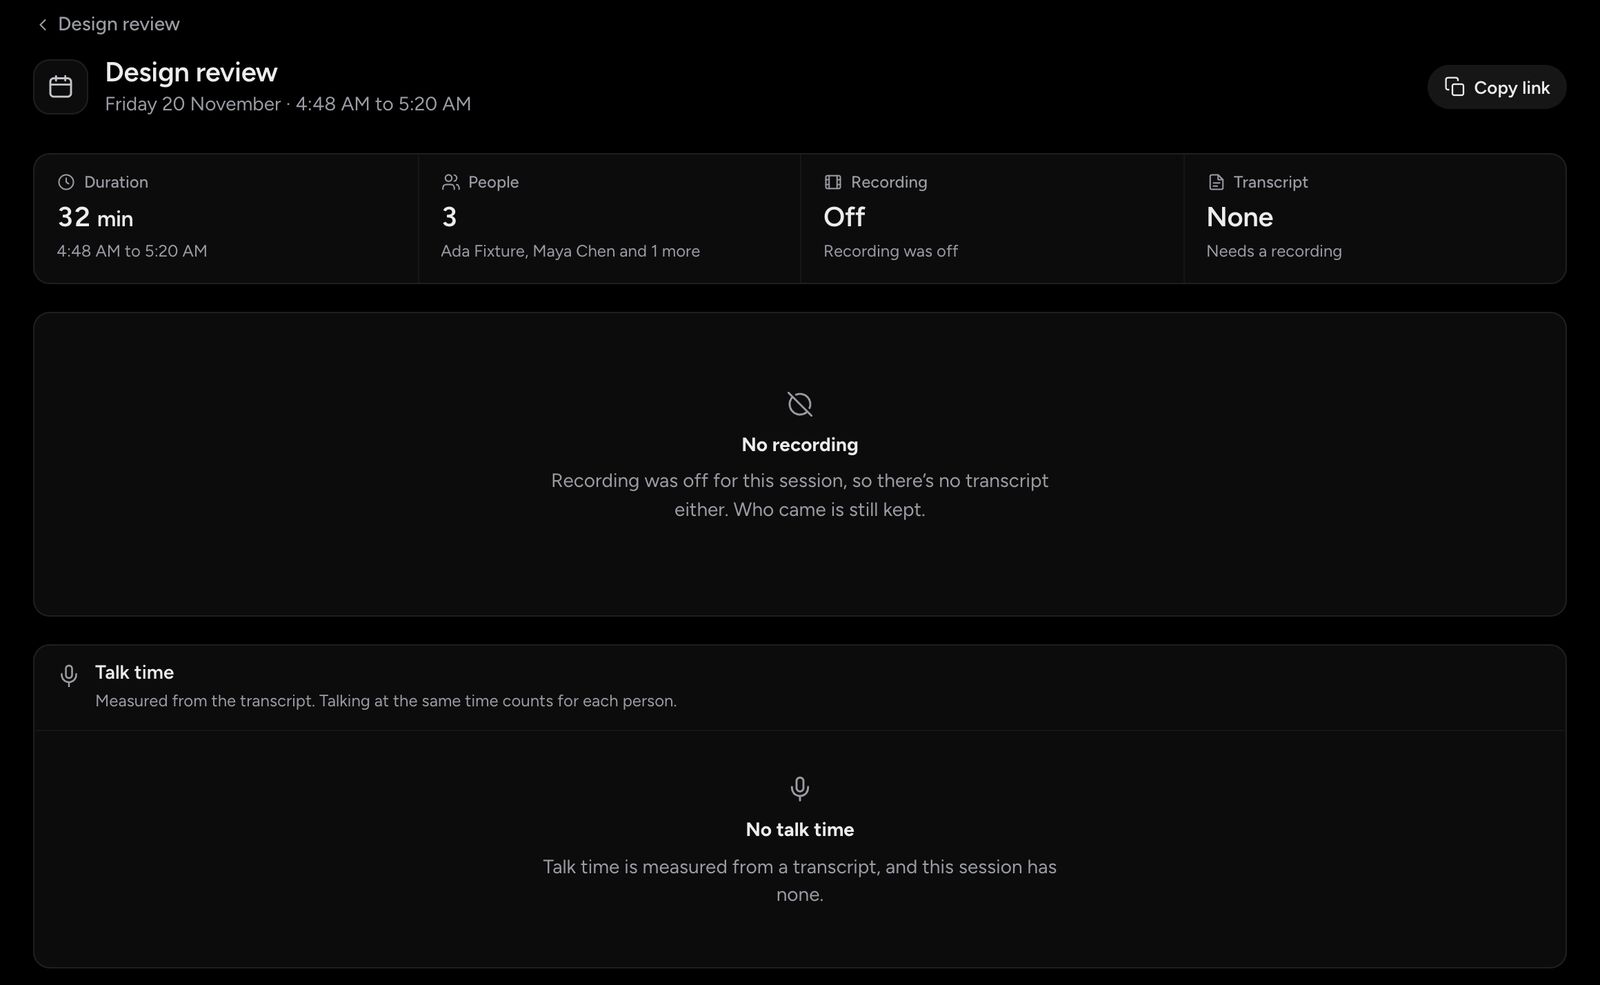 Design review
Design review
Friday 20 November · 4:48 AM to 5:20 AM
Copy link
Duration
32 min
4:48 AM to 5:20 AM
People
3
Ada Fixture, Maya Chen and 1 more
Recording
Off
Recording was off
Transcript
None
Needs a recording
No recording
Recording was off for this session, so there’s no transcript
either. Who came is still kept.
Talk time
Measured from the transcript. Talking at the same time counts for each person.
No talk time
Talk time is measured from a transcript, and this session has
none.